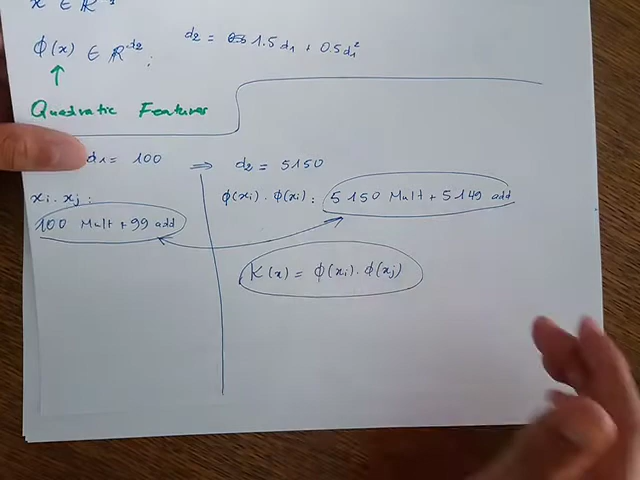 x ∈ ℝ
ϕ(x) ∈ ℝ^d2 ; d2 = 1.5 d1 + 0.5 d1²
↑
Quadratic Features
d1 = 100 ⇒ d2 = 5150
xi . xj :
100 Mult + 99 add
ϕ(xi) . ϕ(xi) : 5150 Mult + 5149 add
K(x) = ϕ(xi) . ϕ(xj)